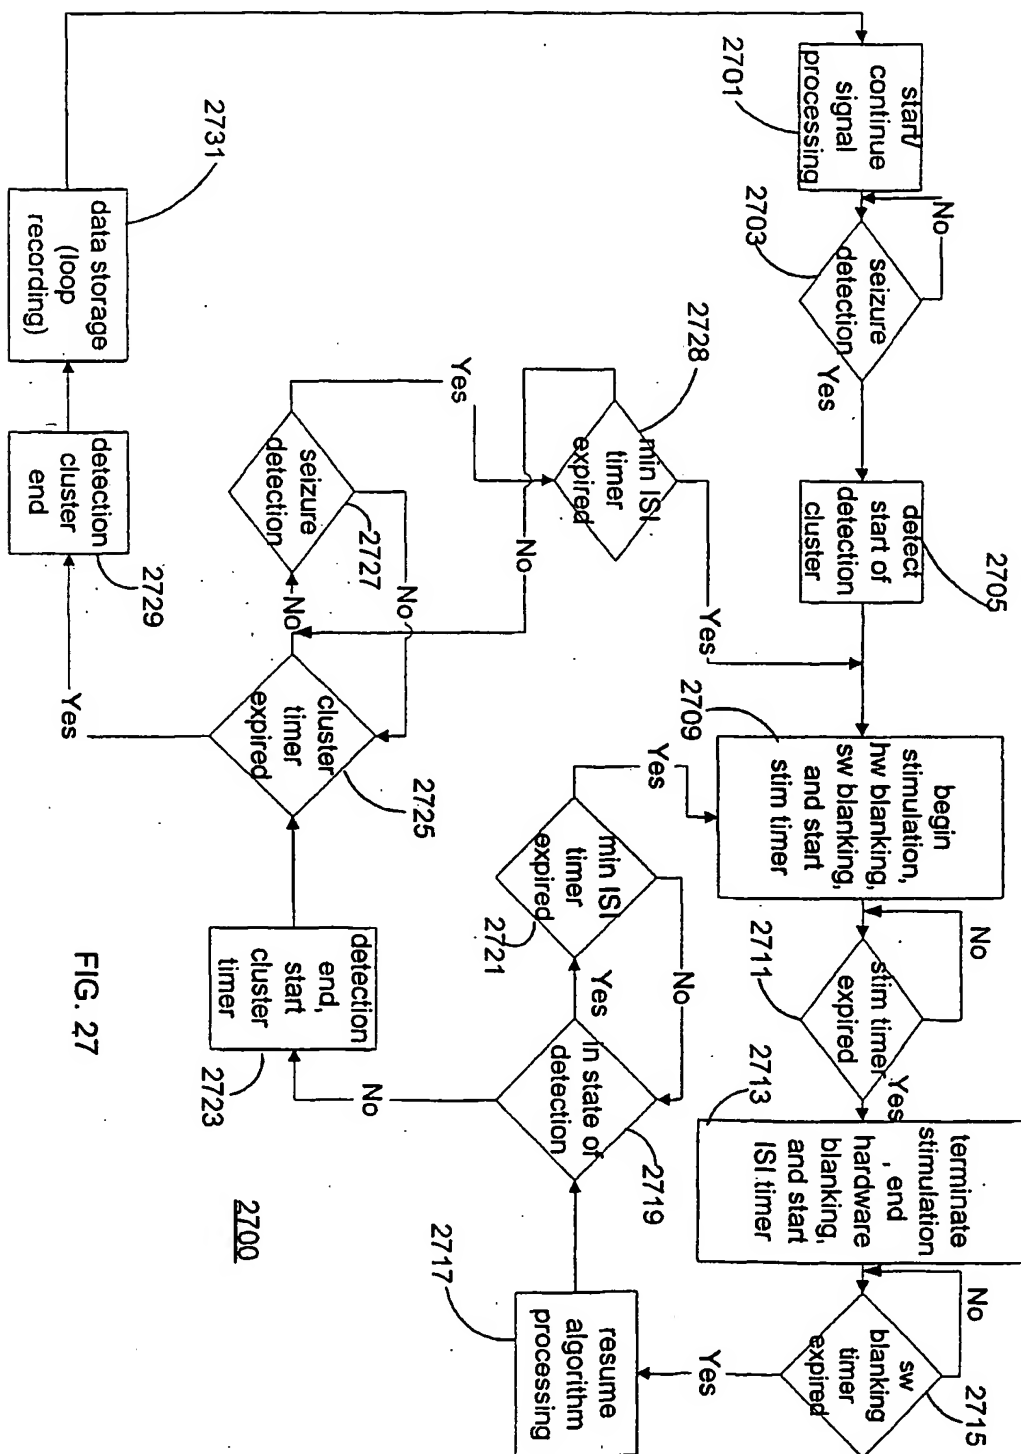 start/
continue
signal
processing
2701
No
seizure
detection
2703
Yes
detect
start of
detection
cluster
2705
begin
stimulation,
hw blanking,
sw blanking,
and start
stim timer
2709
No
stim timer
expired
2711
Yes
terminate
stimulation
, end
hardware
blanking,
and start
ISI timer
2713
No
sw
blanking
timer
expired
2715
Yes
resume
algorithm
processing
2717
in state or
detection
2719
Yes
No
min ISI
timer
expired
2721
Yes
No
detection
end,
start
cluster
timer
2723
cluster
timer
expired
2725
No
Yes
seizure
detection
2727
No
Yes
min ISI
timer
expired
2728
Yes
No
detection
cluster
end
2729
data storage
(loop
recording)
2731
2700
FIG. 27